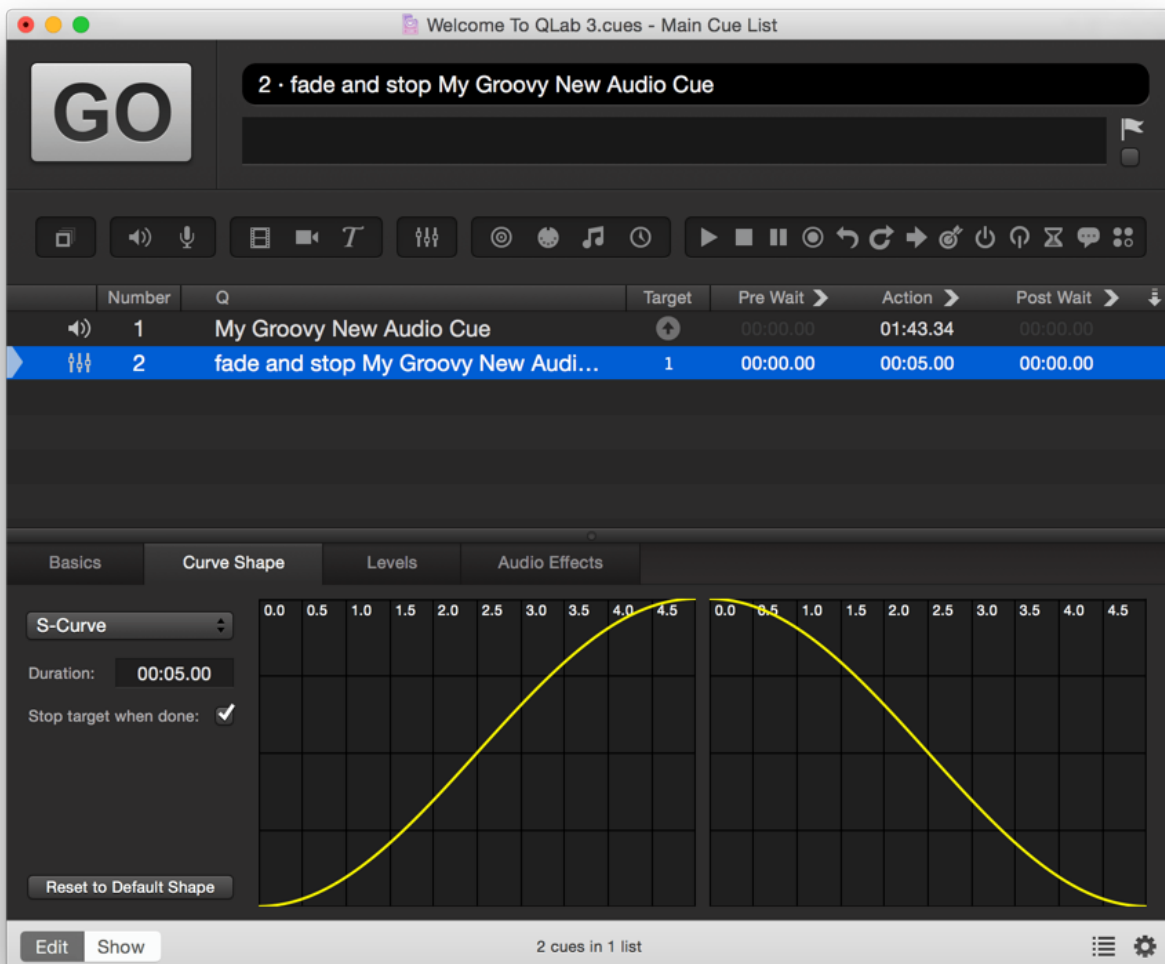 Welcome To QLab 3.cues - Main Cue List
GO
2 · fade and stop My Groovy New Audio Cue
T
Number Q Target Pre Wait Action Post Wait
1 My Groovy New Audio Cue 00:00.00 01:43.34 00:00.00
2 fade and stop My Groovy New Audi... 1 00:00.00 00:05.00 00:00.00
Basics Curve Shape Levels Audio Effects
0.0 0.5 1.0 1.5 2.0 2.5 3.0 3.5 4.0 4.5 0.0 0.5 1.0 1.5 2.0 2.5 3.0 3.5 4.0 4.5
S-Curve
Duration: 00:05.00
Stop target when done:
Reset to Default Shape
Edit Show 2 cues in 1 list